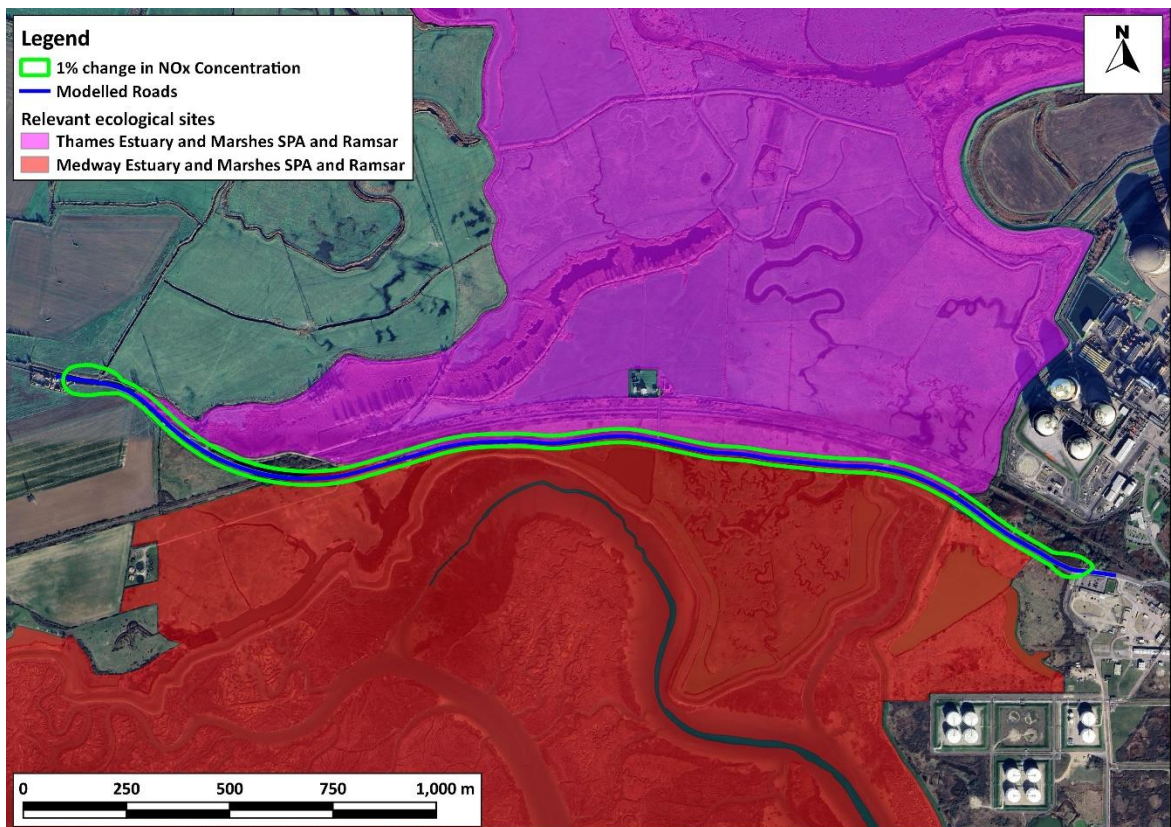 Legend
1% change in NOx Concentration
Modelled Roads
Relevant ecological sites
Thames Estuary and Marshes SPA and Ramsar
Medway Estuary and Marshes SPA and Ramsar
N
0 250 500 750 1,000 m